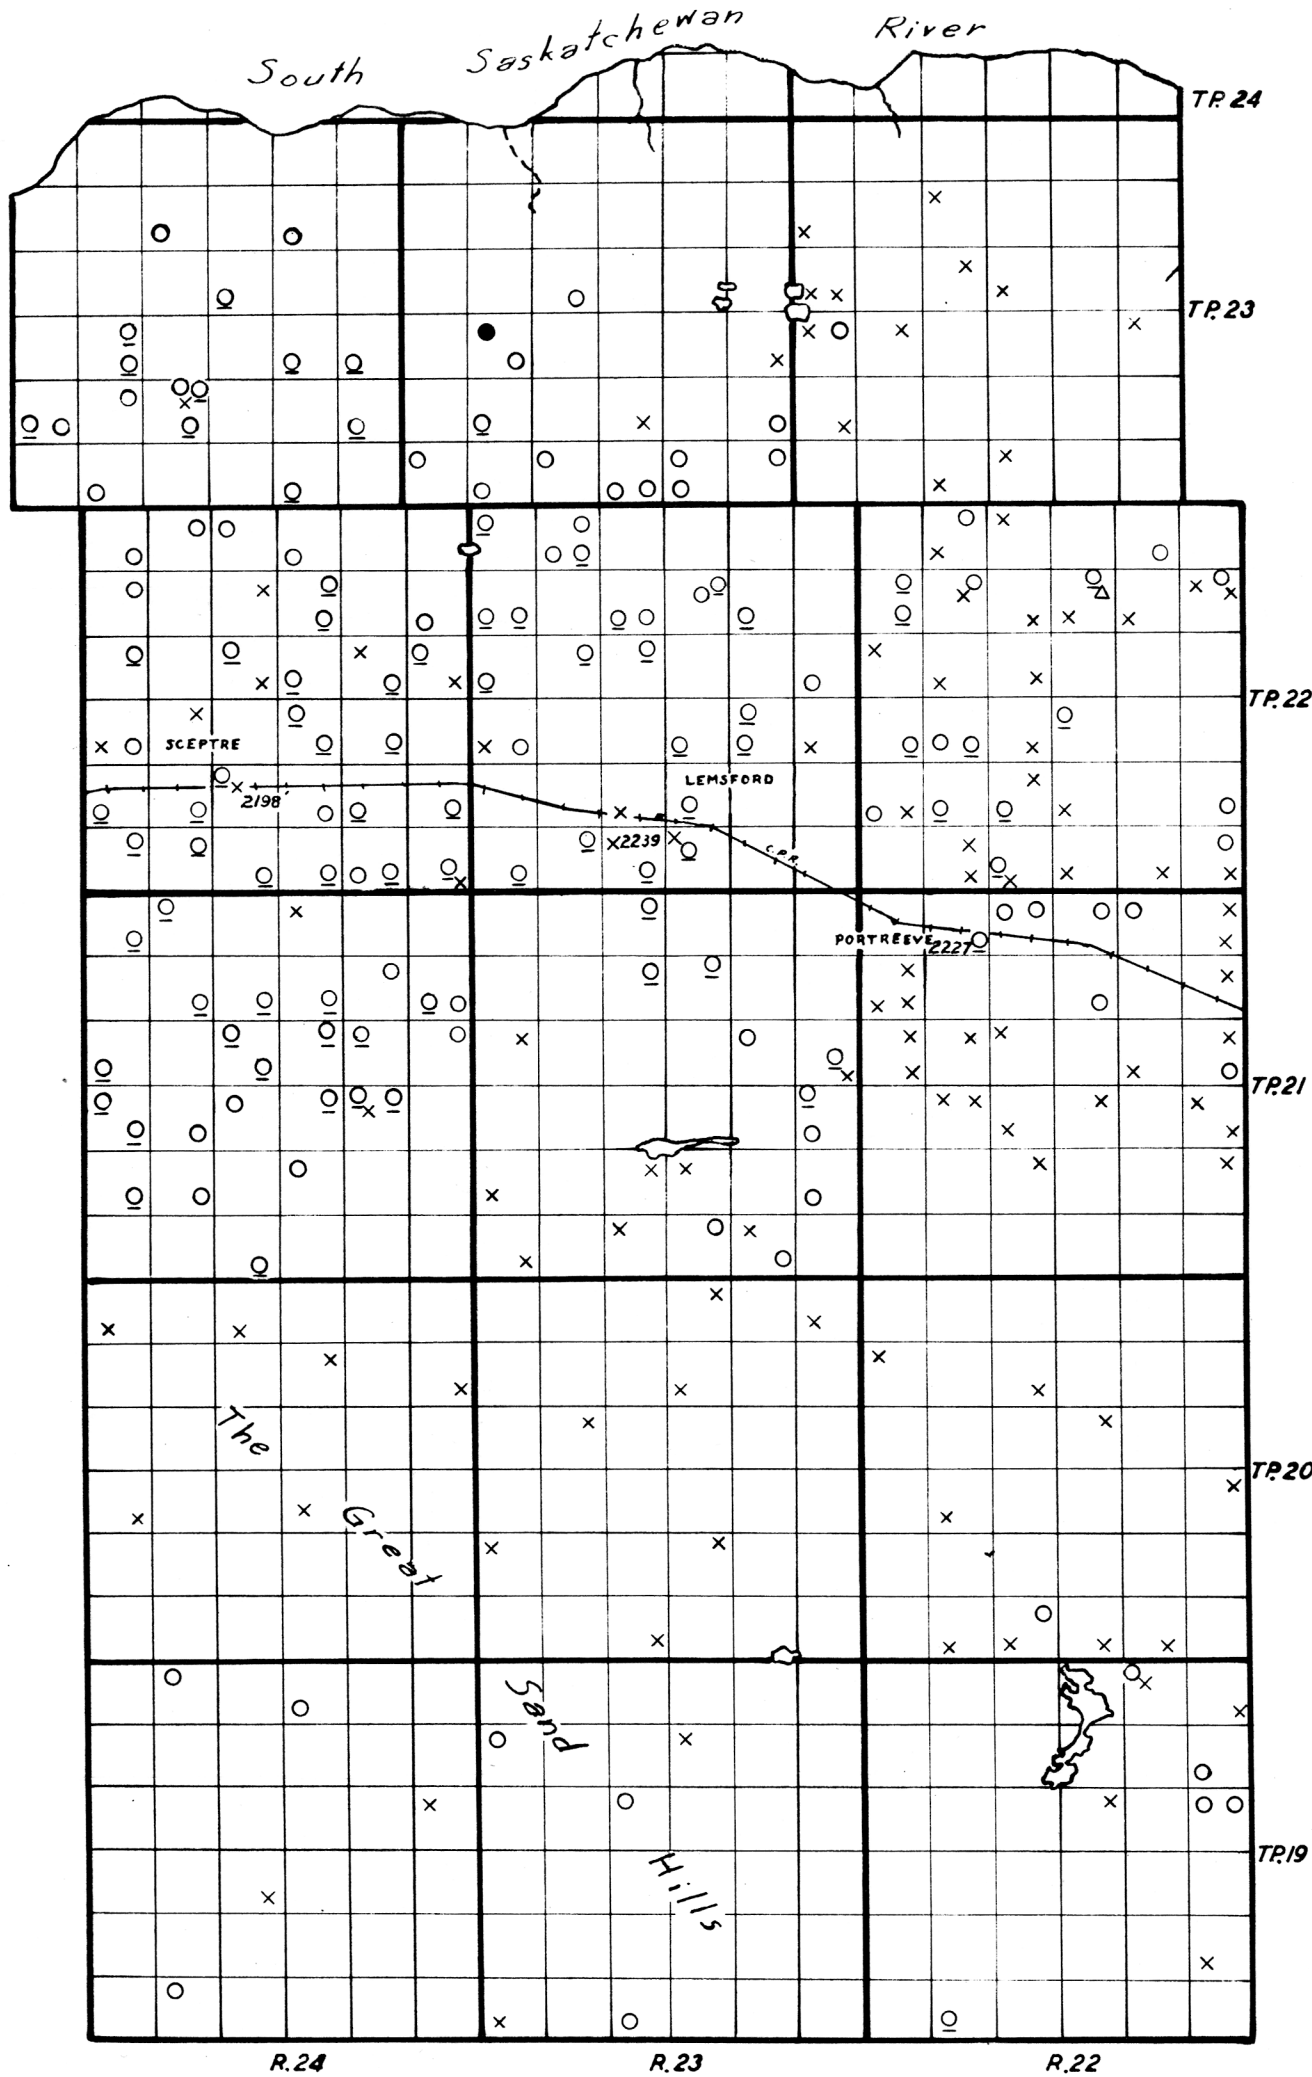 South Saskatchewan River
TP. 24
TP. 23
TP. 22
SCEPTRE
LEMSFORD
2198
2239
C.P.R.
PORTREEVE
2227
TP. 21
The
Great
TP. 20
Sand
Hills
TP. 19
R. 24 R. 23 R. 22